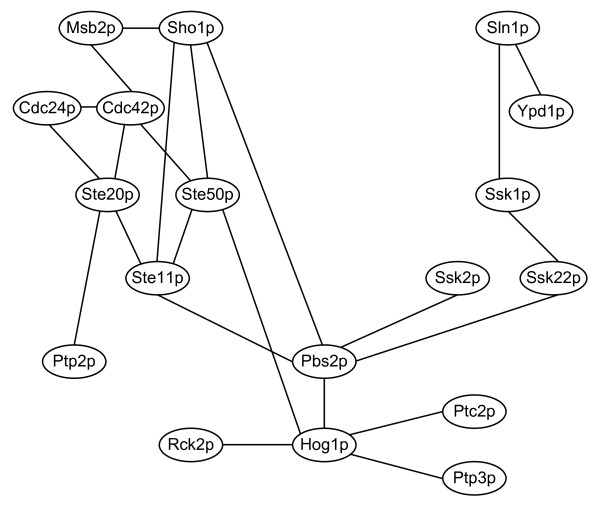 Msb2p
Sho1p
Sln1p
Cdc24p
Cdc42p
Ypd1p
Ste20p
Ste50p
Ssk1p
Ste11p
Ssk2p
Ssk22p
Ptp2p
Pbs2p
Ptc2p
Rck2p
Hog1p
Ptp3p